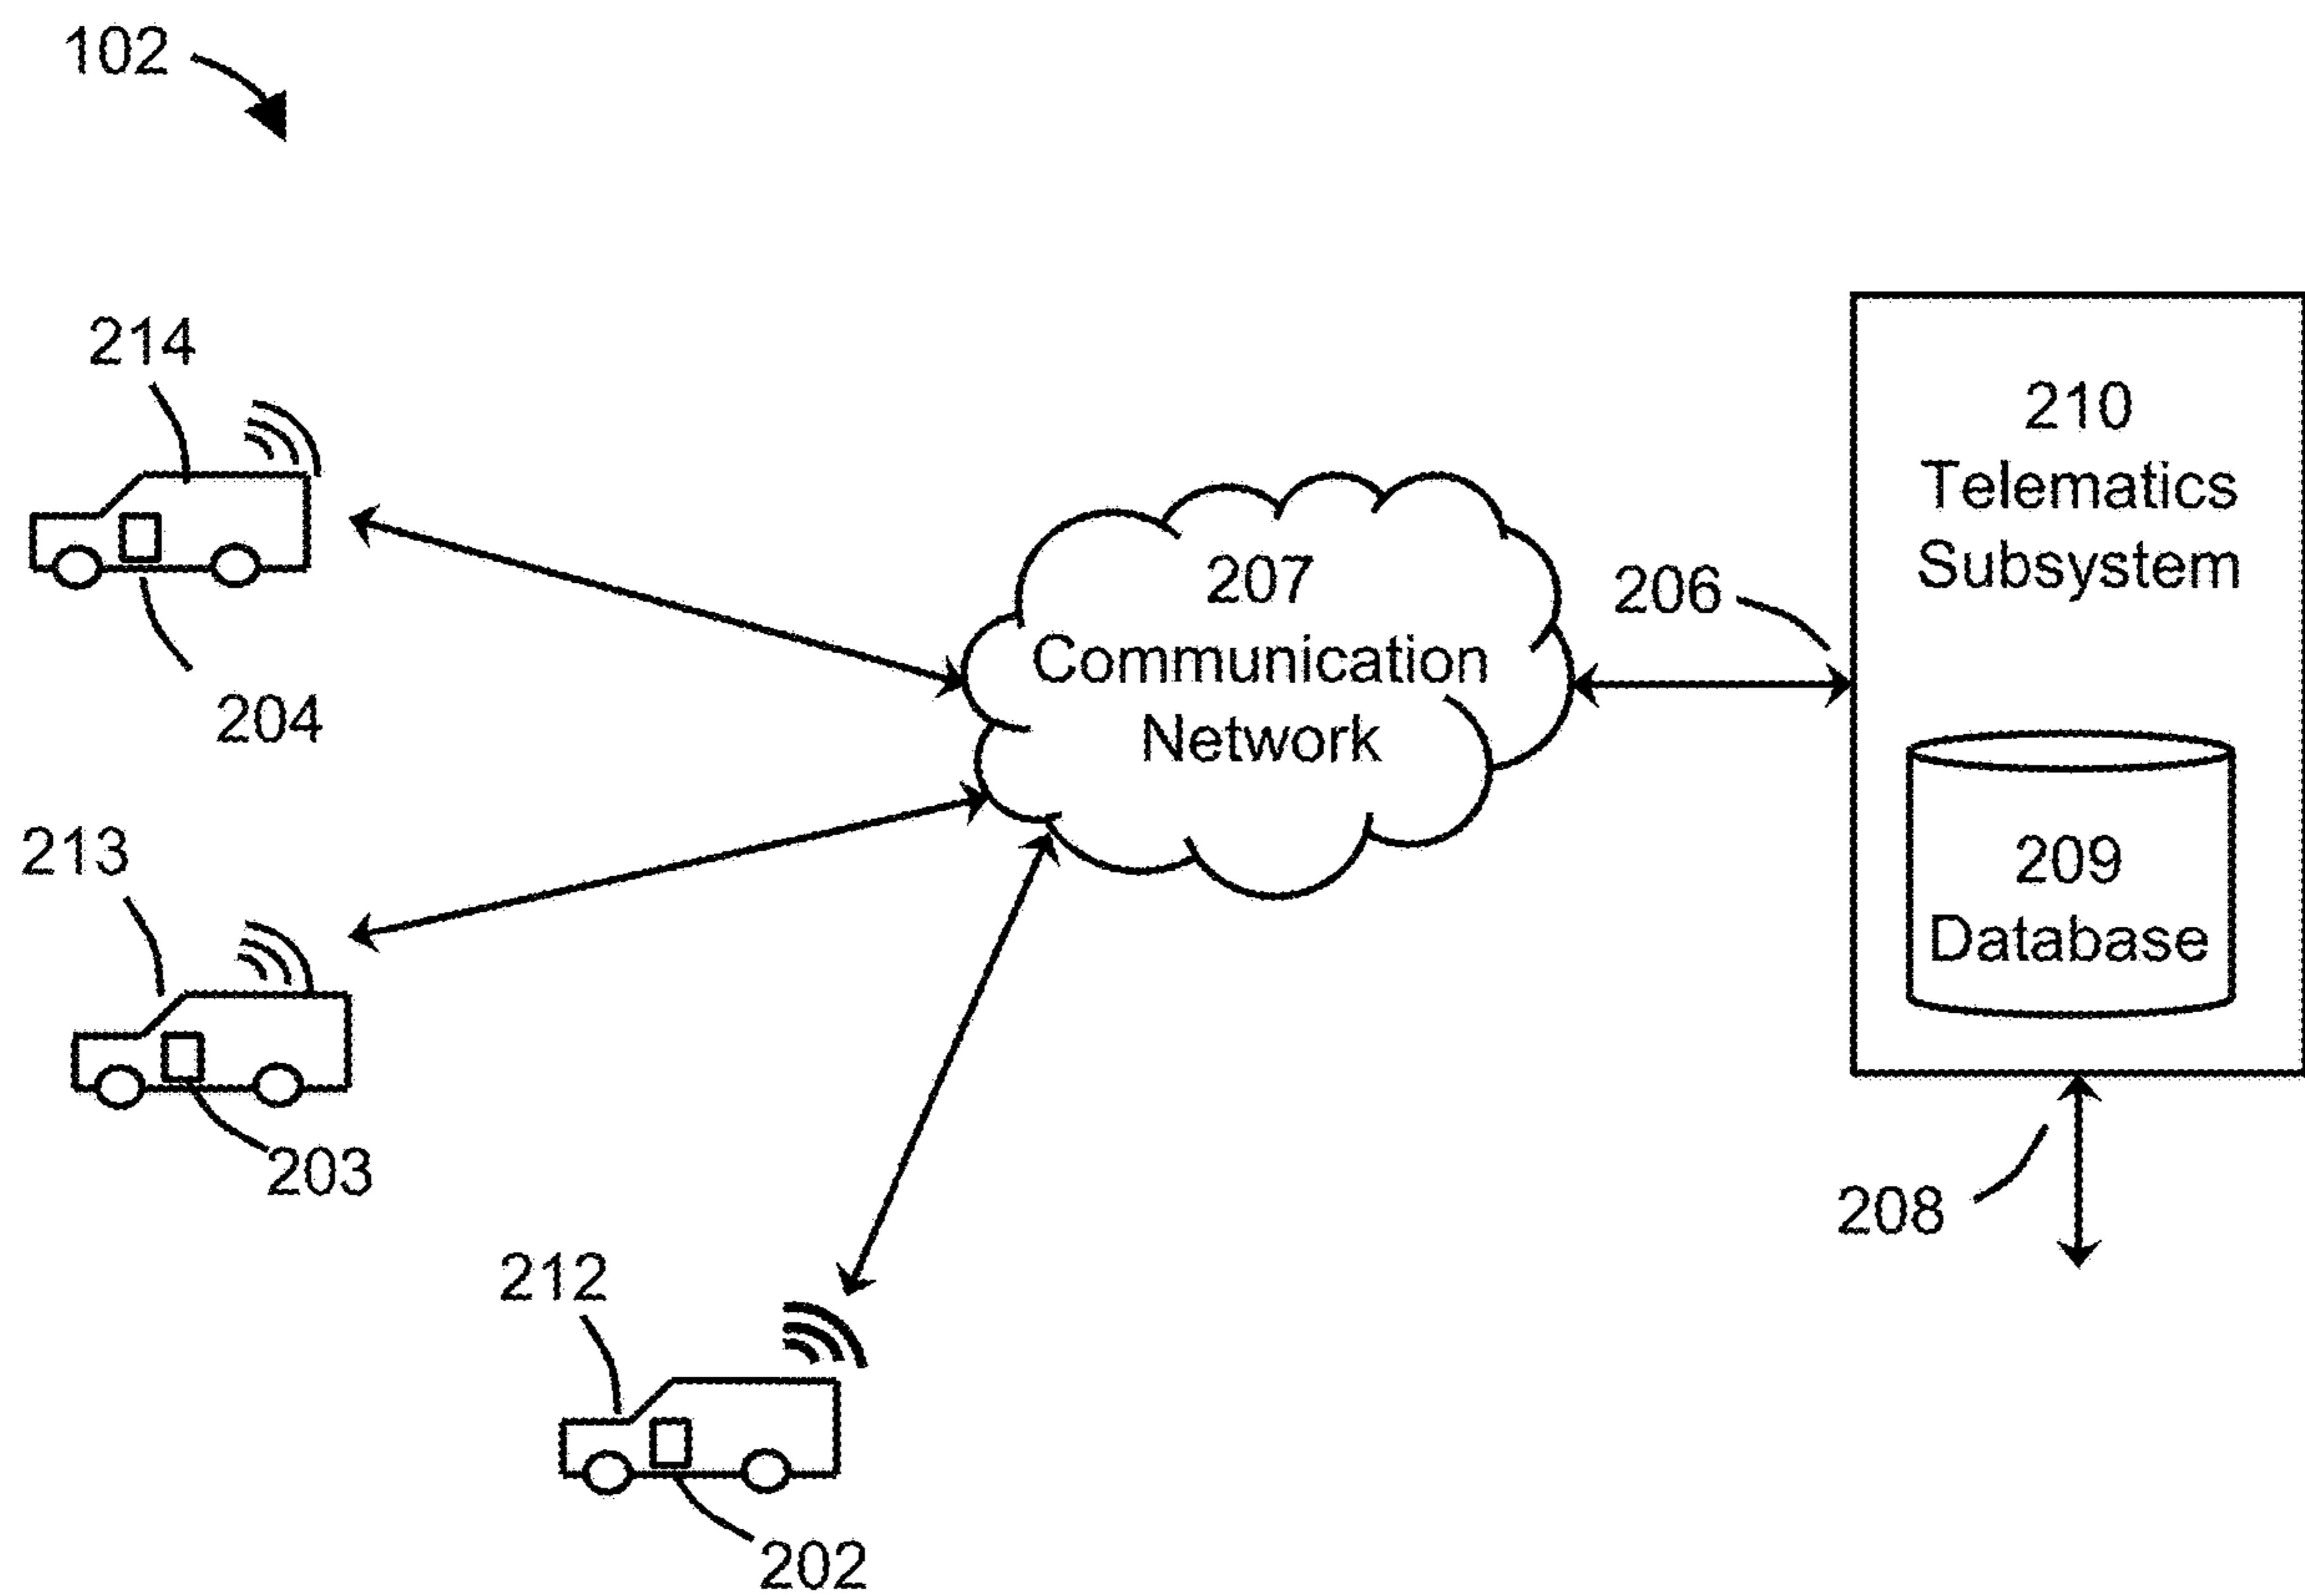 102
214
204
213
203
212
202
207
Communication
Network
206
210
Telematics
Subsystem
209
Database
208